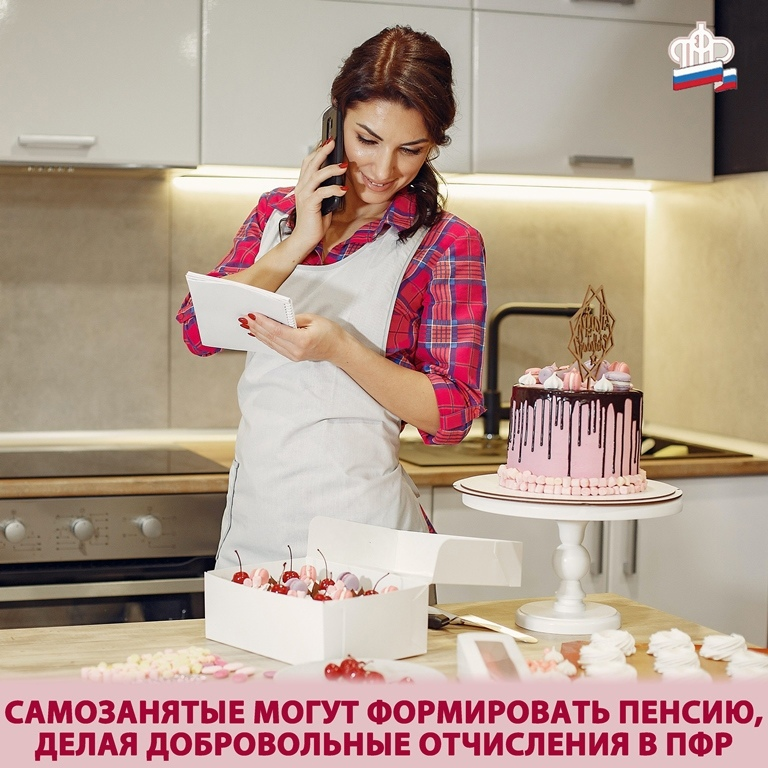 САМОЗАНЯТЫЕ МОГУТ ФОРМИРОВАТЬ ПЕНСИЮ,
ДЕЛАЯ ДОБРОВОЛЬНЫЕ ОТЧИСЛЕНИЯ В ПФР